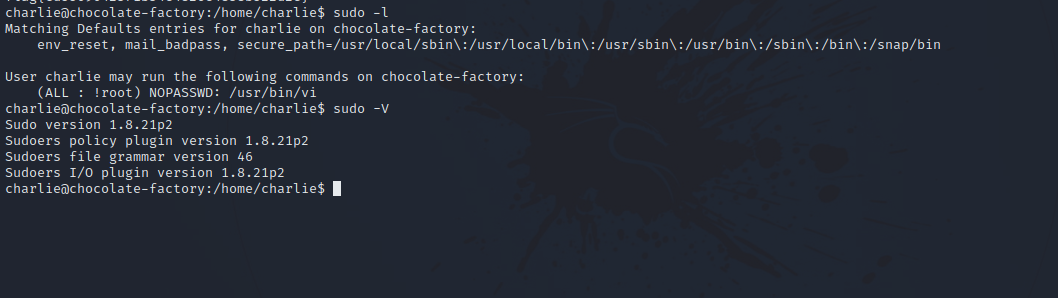 charlie@chocolate-factory:/home/charlie$ sudo -l
Matching Defaults entries for charlie on chocolate-factory:
    env_reset, mail_badpass, secure_path=/usr/local/sbin\:/usr/local/bin\:/usr/sbin\:/usr/bin\:/sbin\:/bin\:/snap/bin

User charlie may run the following commands on chocolate-factory:
    (ALL : !root) NOPASSWD: /usr/bin/vi
charlie@chocolate-factory:/home/charlie$ sudo -V
Sudo version 1.8.21p2
Sudoers policy plugin version 1.8.21p2
Sudoers file grammar version 46
Sudoers I/O plugin version 1.8.21p2
charlie@chocolate-factory:/home/charlie$